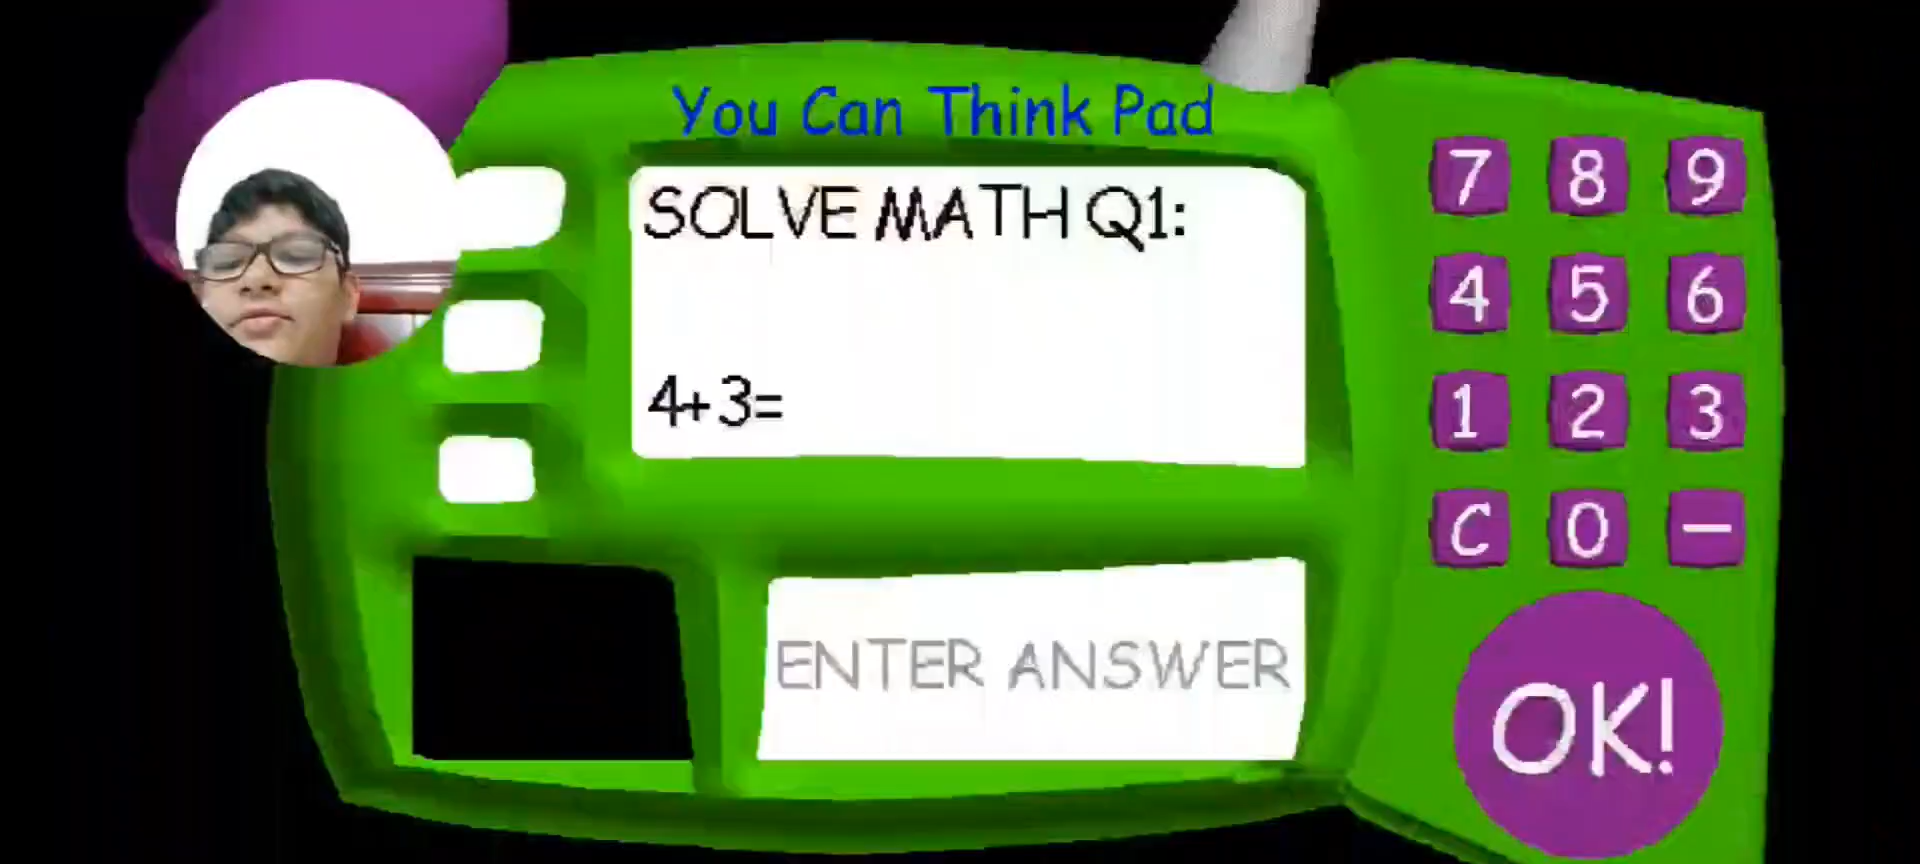 You Can Think Pad
SOLVE MATH Q1:
4+3=
7 8 9
4 5 6
1 2 3
C 0 —
ENTER ANSWER
OK!